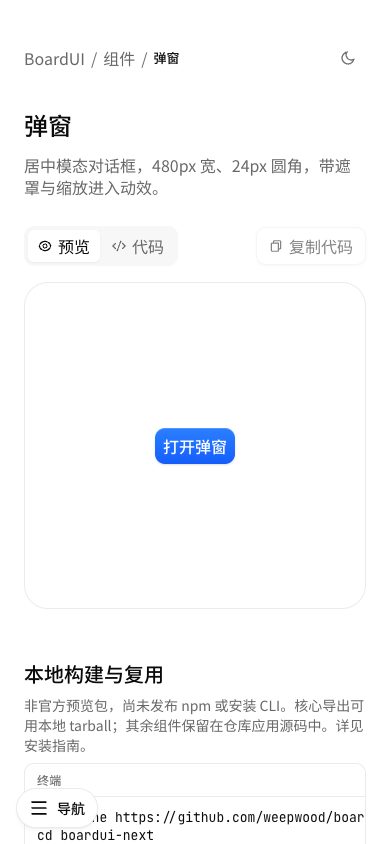 BoardUI / 组件 / 弹窗
弹窗
居中模态对话框，480px 宽、24px 圆角，带遮
罩与缩放进入动效。
预览
代码
复制代码
打开弹窗
本地构建与复用
非官方预览包，尚未发布 npm 或安装 CLI。核心导出可
用本地 tarball；其余组件保留在仓库应用源码中。详见
安装指南。
终端
https://github.com/weepwood/boar
cd boardui-next
导航